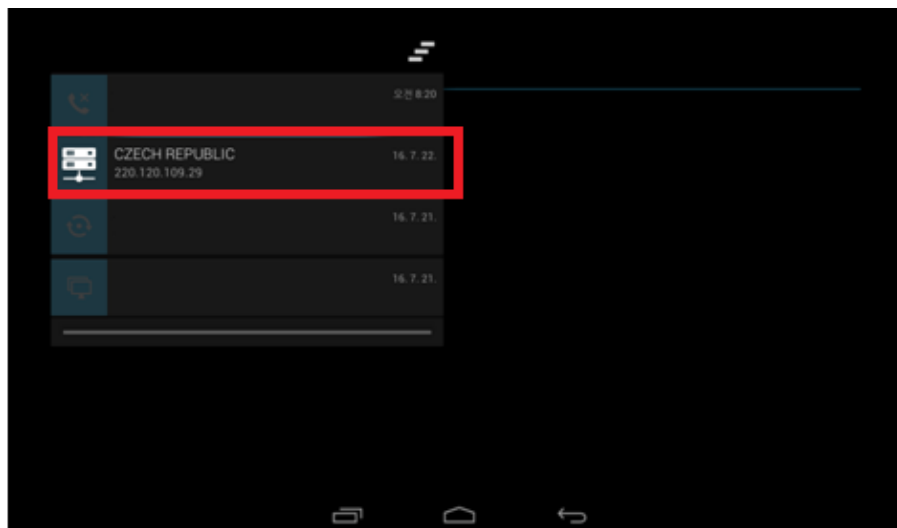 오전 8:20
CZECH REPUBLIC
16. 7. 22.
220.120.109.29
16. 7. 21.
16. 7. 21.